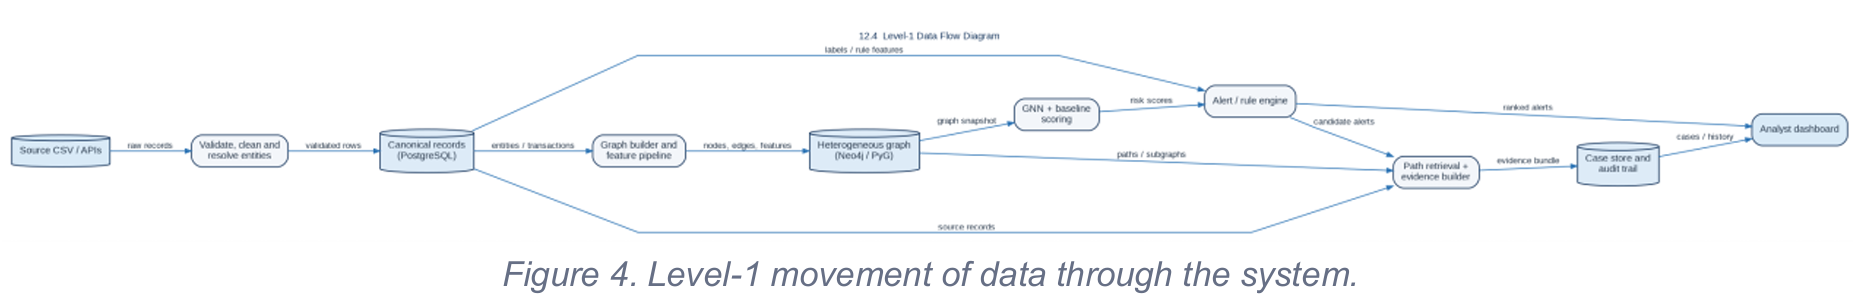 12.4 Level-1 Data Flow Diagram
labels / rule features
Source CSV / APIs
raw records
Validate, clean and
resolve entities
validated rows
Canonical records
(PostgreSQL)
entities / transactions
Graph builder and
feature pipeline
nodes, edges, features
Heterogeneous graph
(Neo4j / PyG)
graph snapshot
GNN + baseline
scoring
risk scores
Alert / rule engine
ranked alerts
candidate alerts
paths / subgraphs
source records
Path retrieval +
evidence builder
evidence bundle
Case store and
audit trail
cases / history
Analyst dashboard
Figure 4. Level-1 movement of data through the system.